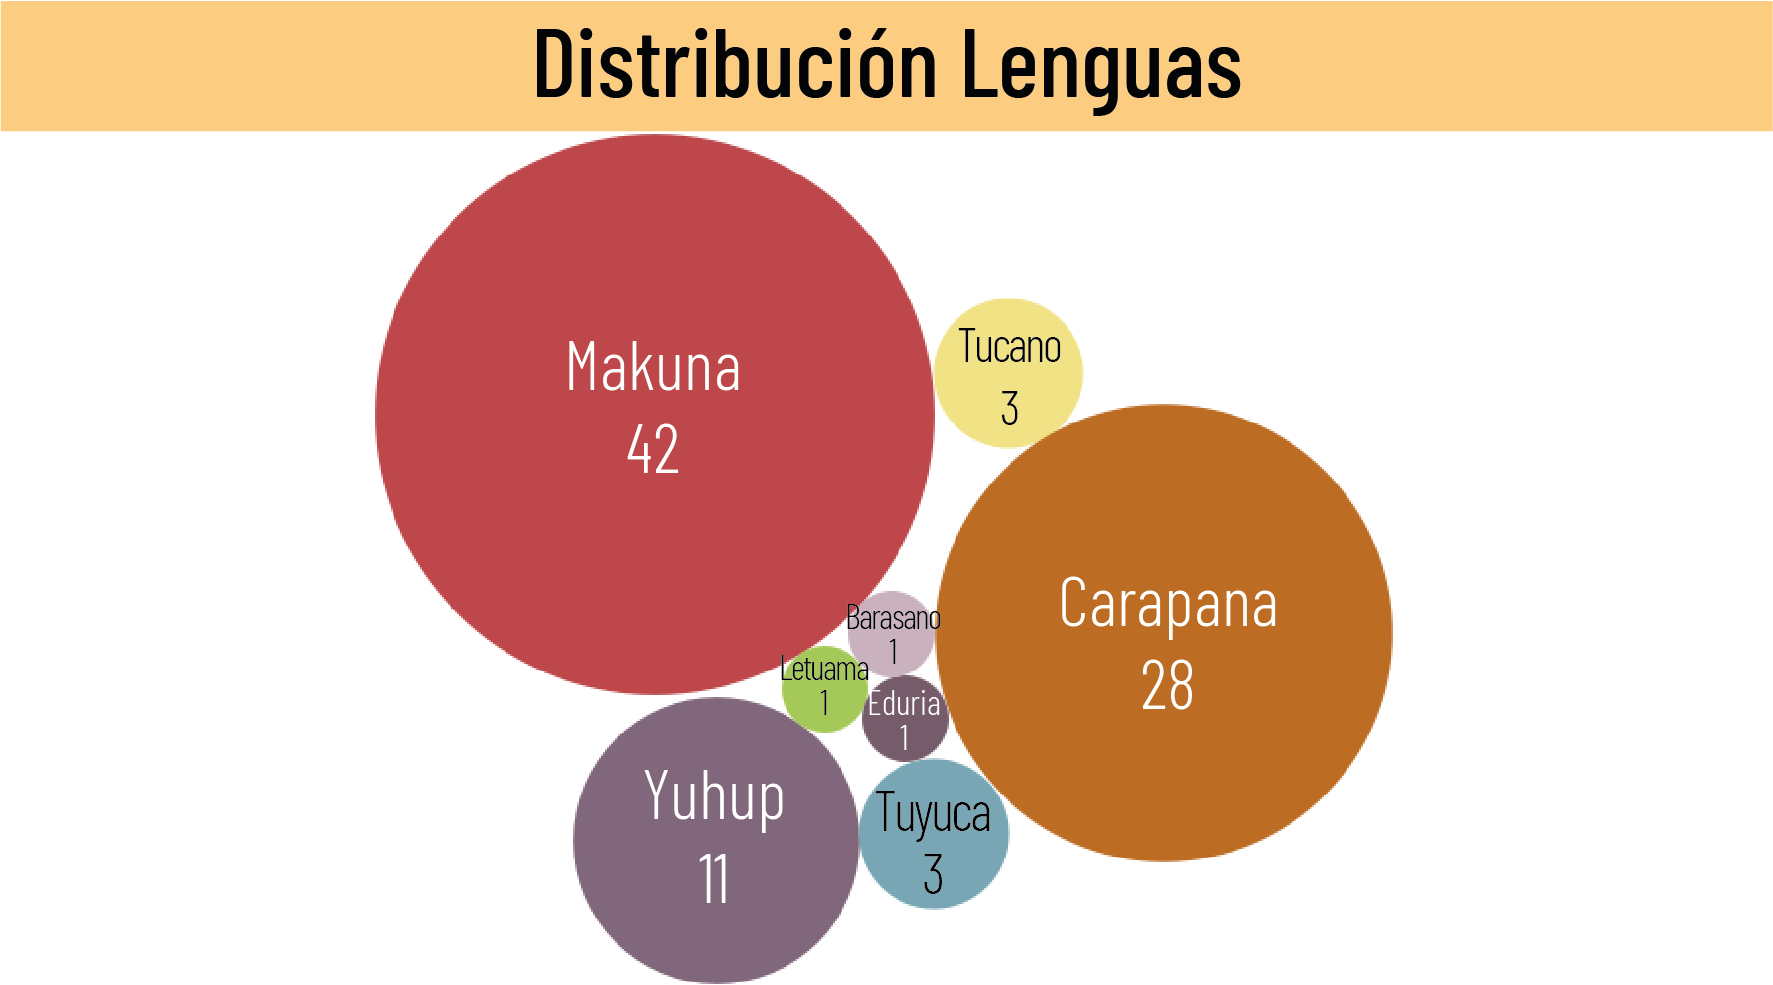 Distribución Lenguas
Makuna
42
Tucano
3
Carapana
28
Barasano
1
Letuama
1
Eduria
1
Yuhup
11
Tuyuca
3